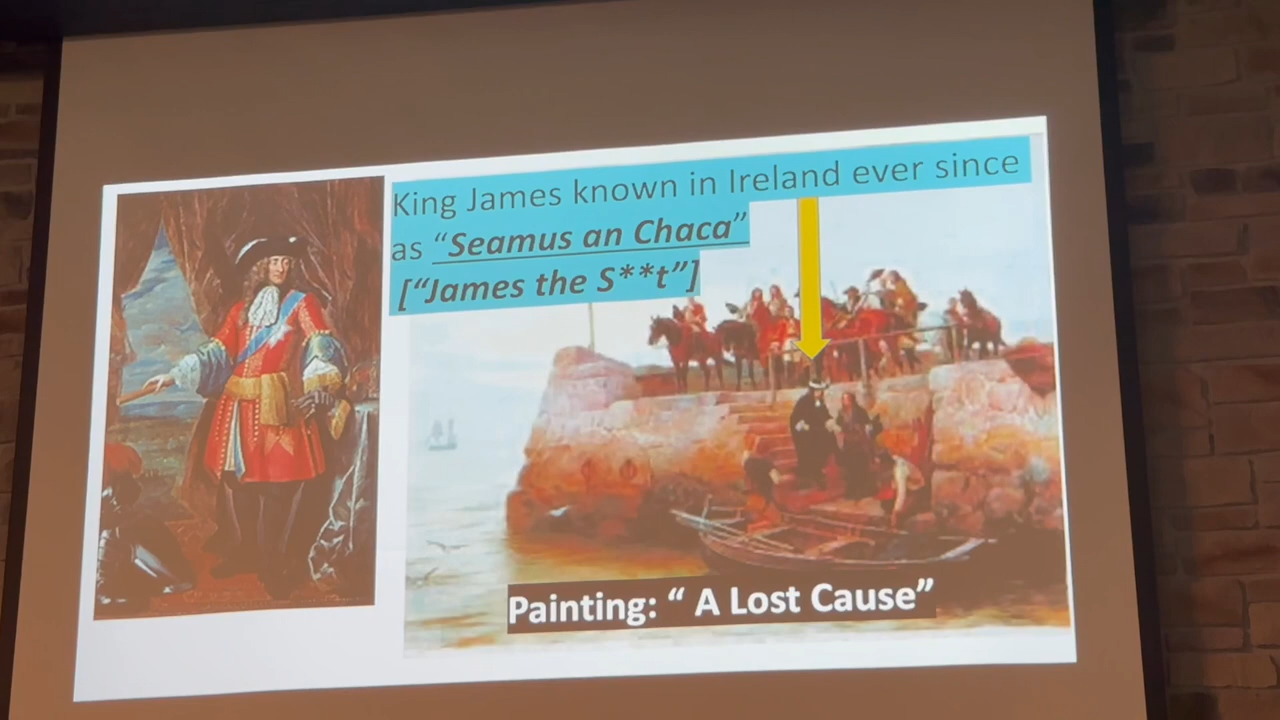 King James known in Ireland ever since
as “Seamus an Chaca”
[“James the S**t”]
Painting: “ A Lost Cause”